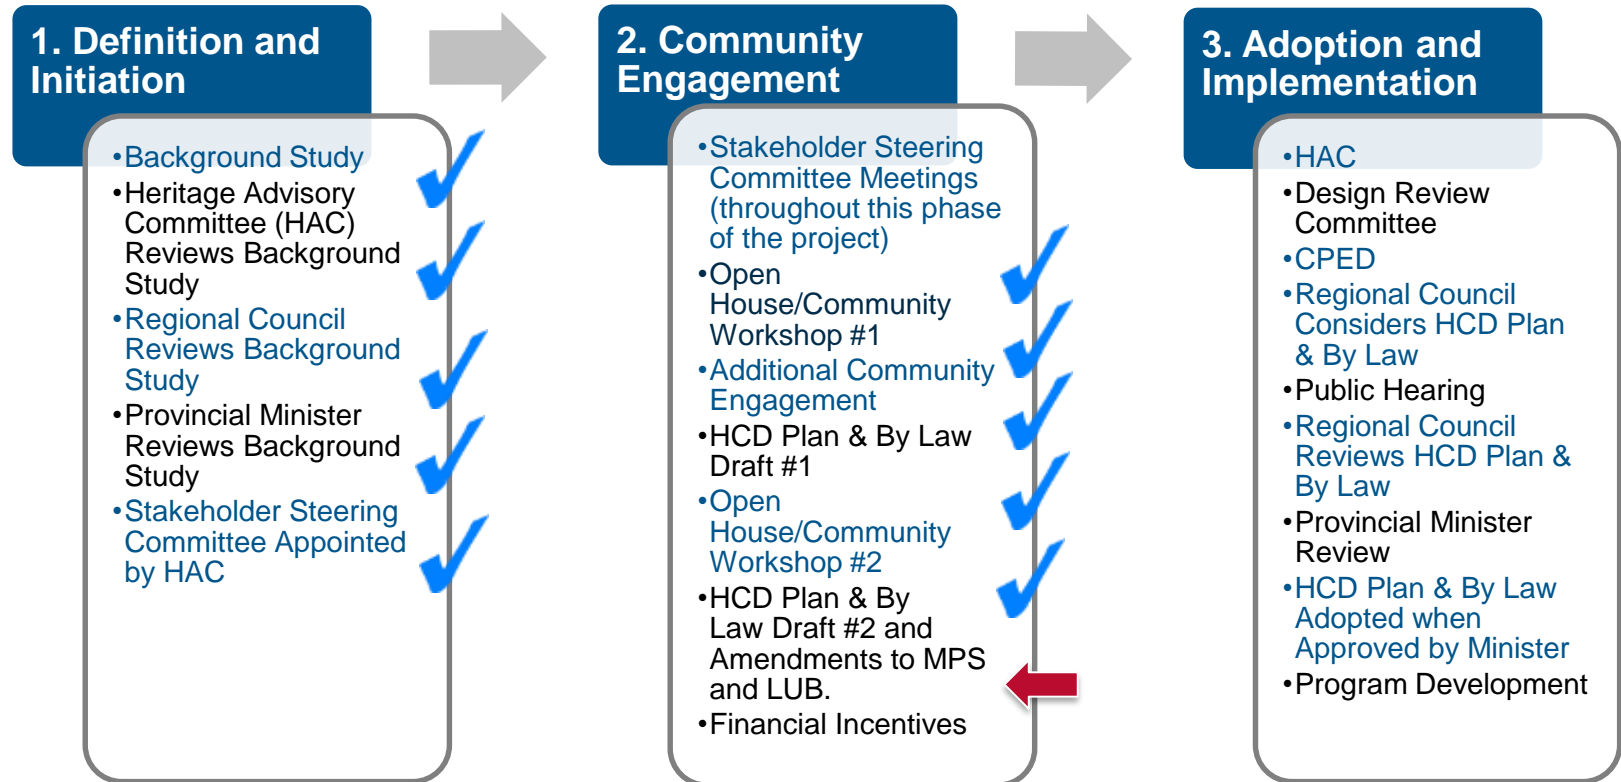 1. Definition and
Initiation
•Background Study
•Heritage Advisory
Committee (HAC)
Reviews Background
Study
•Regional Council
Reviews Background
Study
•Provincial Minister
Reviews Background
Study
•Stakeholder Steering
Committee Appointed
by HAC
2. Community
Engagement
•Stakeholder Steering
Committee Meetings
(throughout this phase
of the project)
•Open
House/Community
Workshop #1
•Additional Community
Engagement
•HCD Plan & By Law
Draft #1
•Open
House/Community
Workshop #2
•HCD Plan & By
Law Draft #2 and
Amendments to MPS
and LUB.
•Financial Incentives
3. Adoption and
Implementation
•HAC
•Design Review
Committee
•CPED
•Regional Council
Considers HCD Plan
& By Law
•Public Hearing
•Regional Council
Reviews HCD Plan &
By Law
•Provincial Minister
Review
•HCD Plan & By Law
Adopted when
Approved by Minister
•Program Development